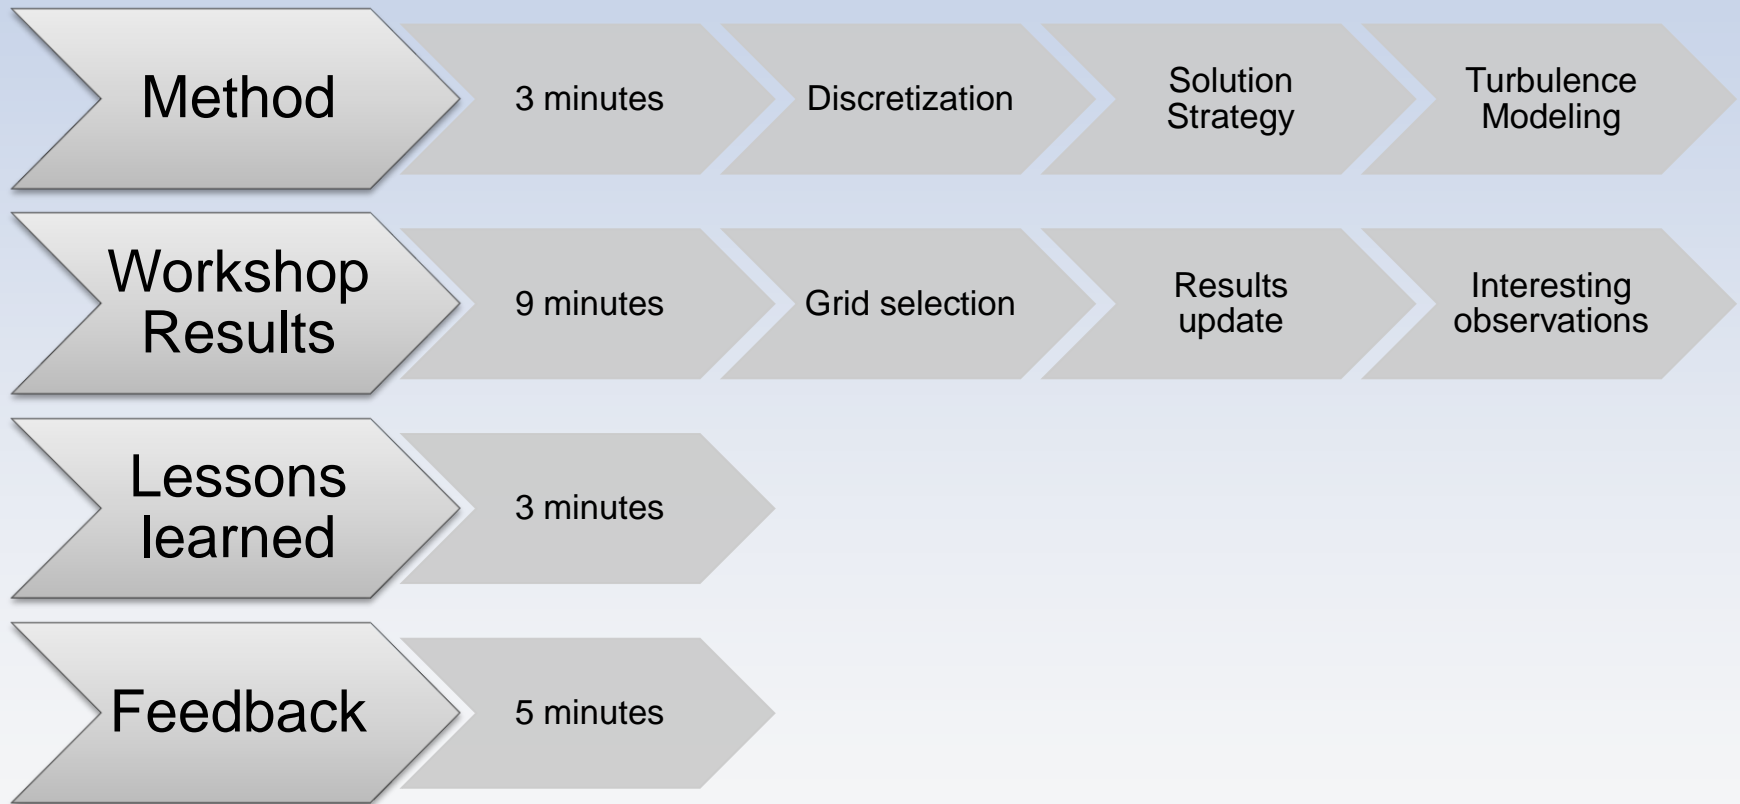 Method
3 minutes
Discretization
Solution
Strategy
Turbulence
Modeling
Workshop
Results
9 minutes
Grid selection
Results
update
Interesting
observations
Lessons
learned
3 minutes
Feedback
5 minutes